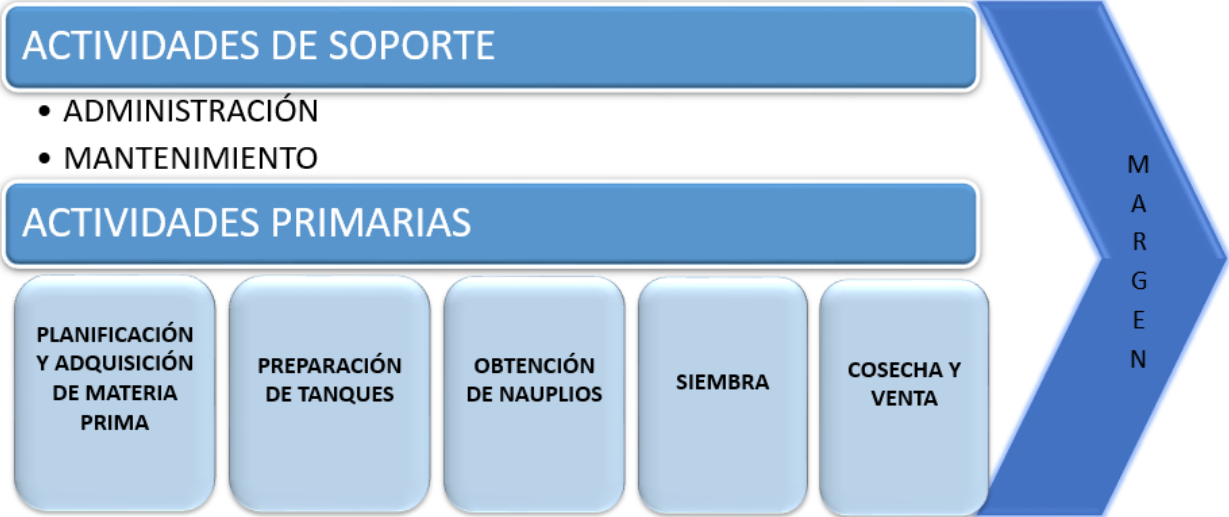 ACTIVIDADES DE SOPORTE
• ADMINISTRACIÓN
• MANTENIMIENTO
ACTIVIDADES PRIMARIAS
PLANIFICACIÓN
Y ADQUISICIÓN
DE MATERIA
PRIMA
PREPARACIÓN
DE TANQUES
OBTENCIÓN
DE NAUPLIOS
SIEMBRA
COSECHA Y
VENTA
M
A
R
G
E
N